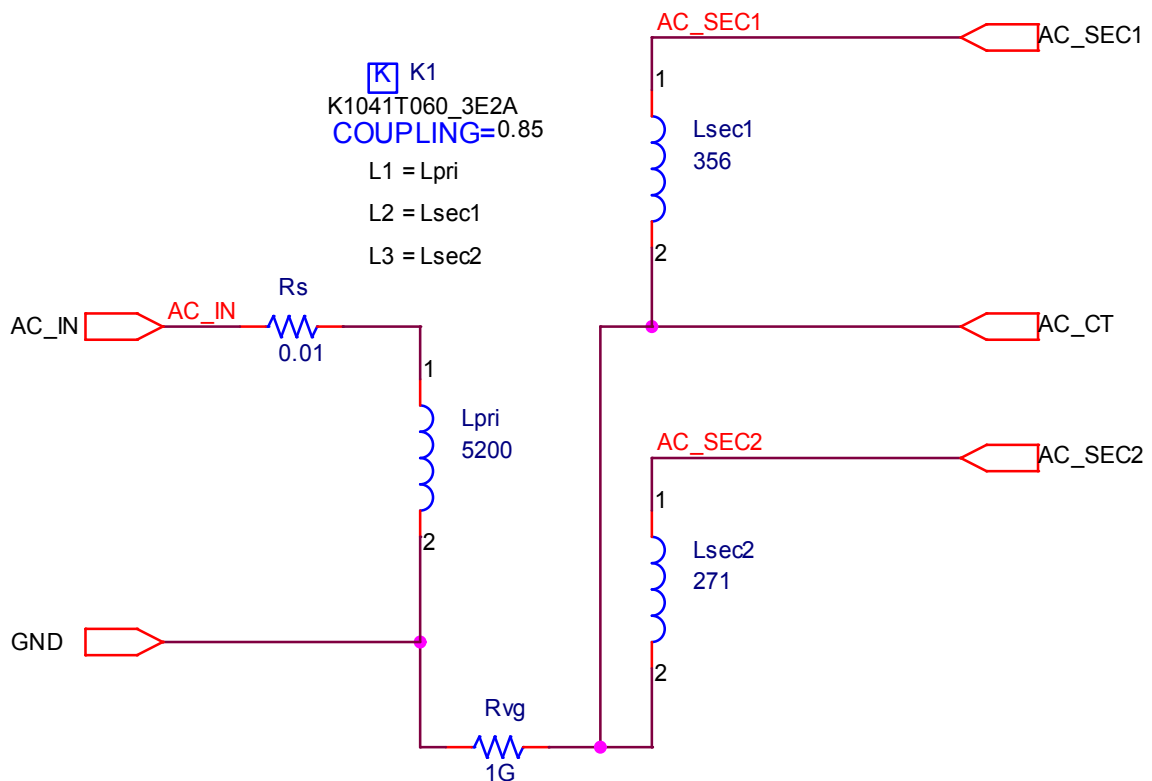 AC_SEC1
AC_SEC1
K K1
K1041T060_3E2A
COUPLING=0.85
L1 = Lpri
L2 = Lsec1
L3 = Lsec2
1
Lsec1
356
2
Rs
AC_IN
AC_IN
0.01
AC_CT
1
Lpri
5200
2
AC_SEC2
AC_SEC2
1
Lsec2
271
2
GND
Rvg
1G